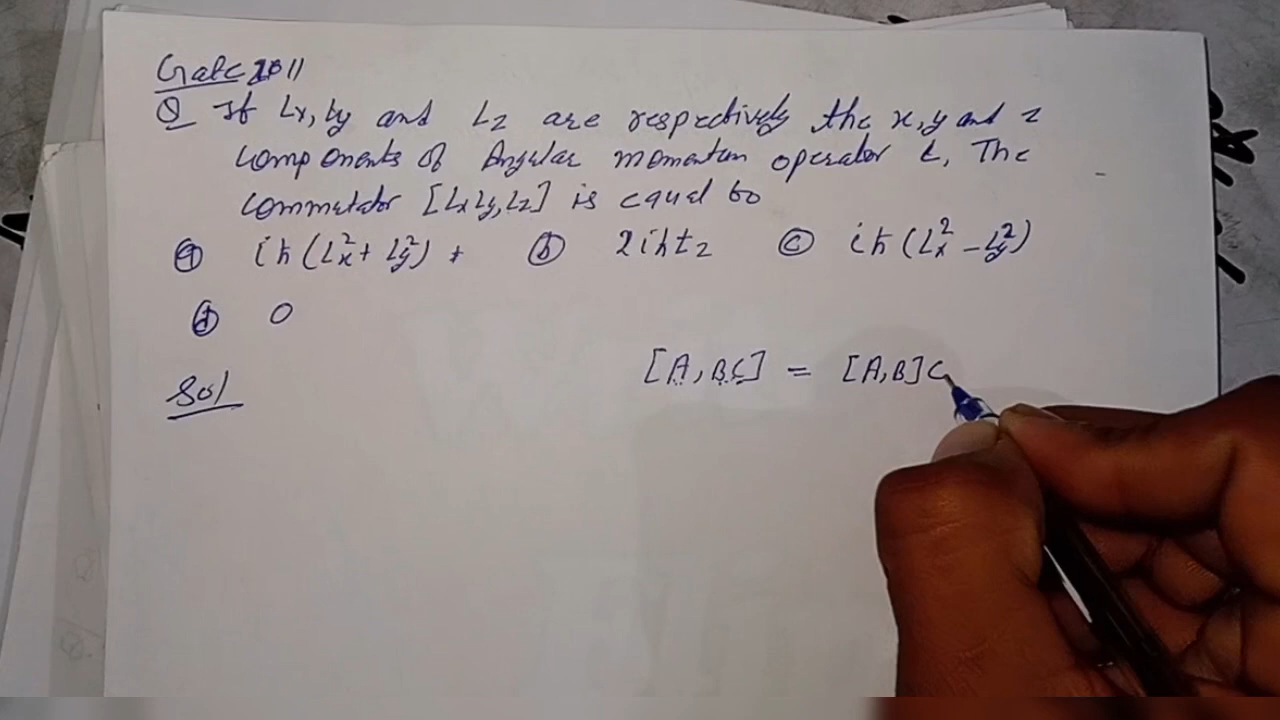 Gate 2011
Q If Lx, Ly and Lz are respectively the x, y and z
components of Angular momentum operator L, The
commutator [LxLy, Lz] is equal to
(a) iħ(Lx² + Ly²) (b) 2iħLz (c) iħ(Lx² - Ly²)
(d) 0
[A, BC] = [A,B]C
Sol